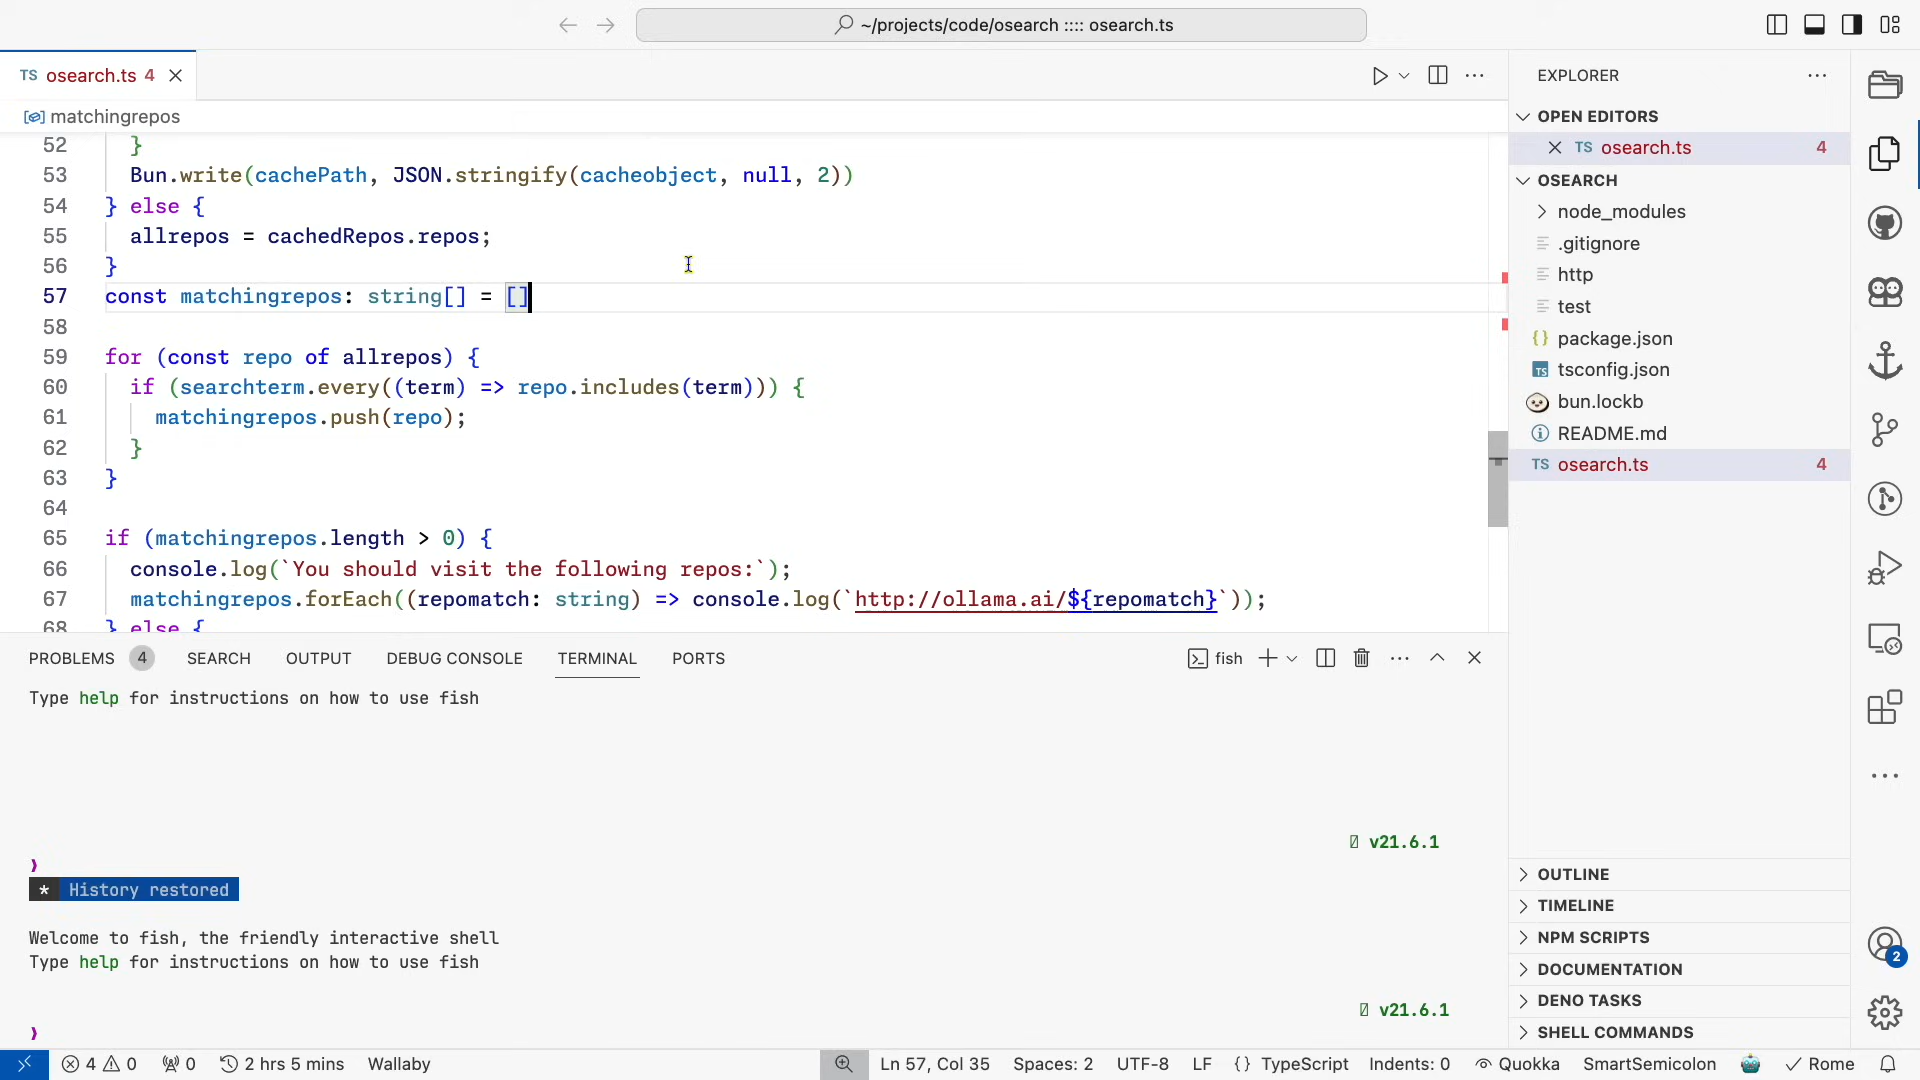 ~/projects/code/osearch :::: osearch.ts
TS osearch.ts 4
matchingrepos
52 }
53 Bun.write(cachePath, JSON.stringify(cacheobject, null, 2))
54 } else {
55 allrepos = cachedRepos.repos;
56 }
57 const matchingrepos: string[] = []
58
59 for (const repo of allrepos) {
60 if (searchterm.every((term) => repo.includes(term))) {
61 matchingrepos.push(repo);
62 }
63 }
64
65 if (matchingrepos.length > 0) {
66 console.log(`You should visit the following repos:`);
67 matchingrepos.forEach((repomatch: string) => console.log(`http://ollama.ai/${repomatch}`));
68 } else {
PROBLEMS 4 SEARCH OUTPUT DEBUG CONSOLE TERMINAL PORTS
fish
Type help for instructions on how to use fish
v21.6.1
❯
* History restored
Welcome to fish, the friendly interactive shell
Type help for instructions on how to use fish
v21.6.1
❯
EXPLORER
OPEN EDITORS
TS osearch.ts 4
OSEARCH
node_modules
.gitignore
http
test
{} package.json
TS tsconfig.json
bun.lockb
README.md
TS osearch.ts 4
OUTLINE
TIMELINE
NPM SCRIPTS
DOCUMENTATION
DENO TASKS
SHELL COMMANDS
2
4 0 0 2 hrs 5 mins Wallaby Ln 57, Col 35 Spaces: 2 UTF-8 LF {} TypeScript Indents: 0 Quokka SmartSemicolon Rome